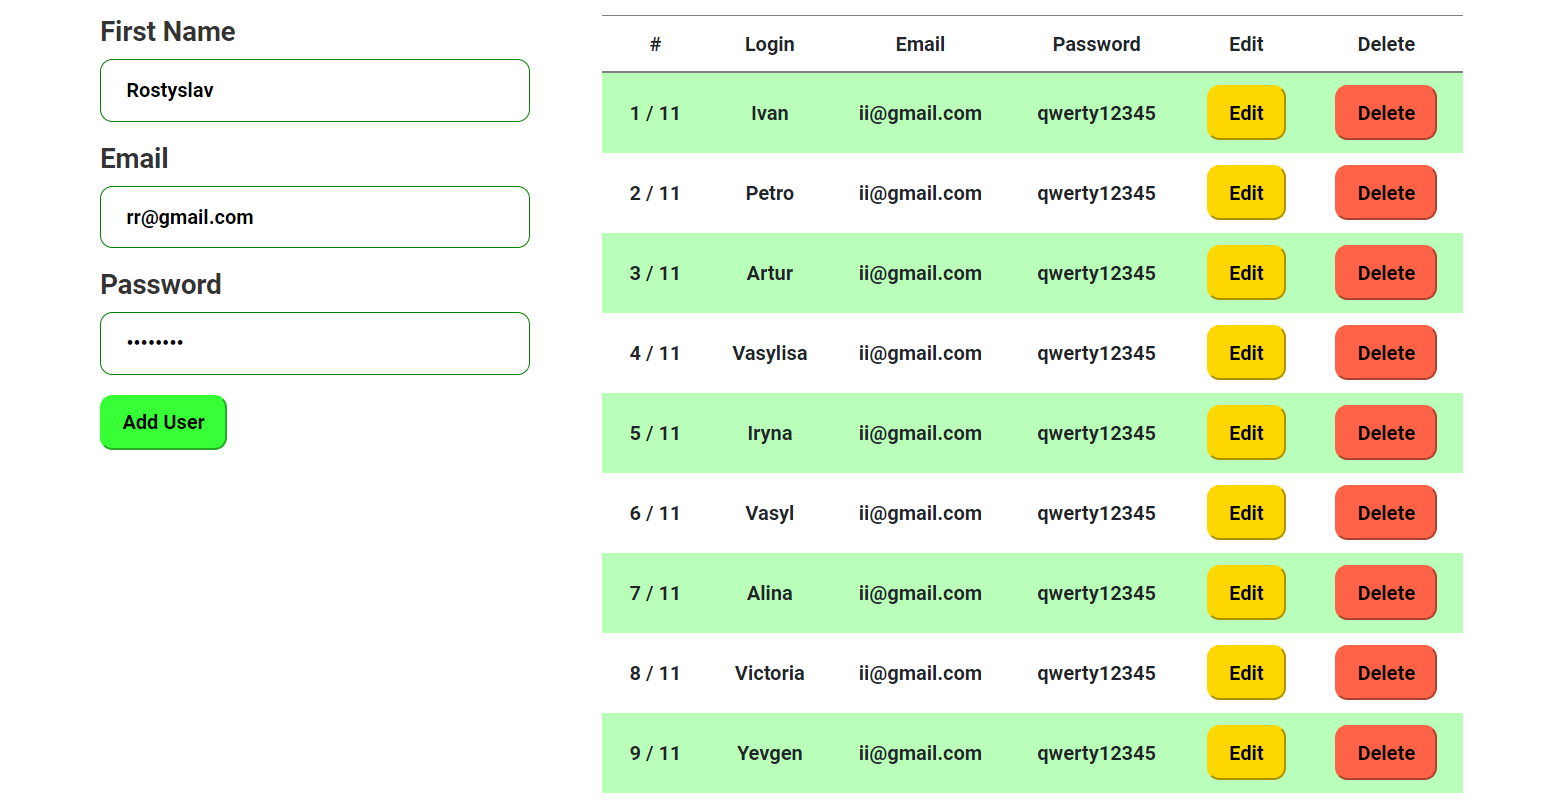 First Name
Rostyslav
Email
rr@gmail.com
Password
••••••••
Add User
# Login Email Password Edit Delete
1 / 11 Ivan ii@gmail.com qwerty12345 Edit Delete
2 / 11 Petro ii@gmail.com qwerty12345 Edit Delete
3 / 11 Artur ii@gmail.com qwerty12345 Edit Delete
4 / 11 Vasylisa ii@gmail.com qwerty12345 Edit Delete
5 / 11 Iryna ii@gmail.com qwerty12345 Edit Delete
6 / 11 Vasyl ii@gmail.com qwerty12345 Edit Delete
7 / 11 Alina ii@gmail.com qwerty12345 Edit Delete
8 / 11 Victoria ii@gmail.com qwerty12345 Edit Delete
9 / 11 Yevgen ii@gmail.com qwerty12345 Edit Delete